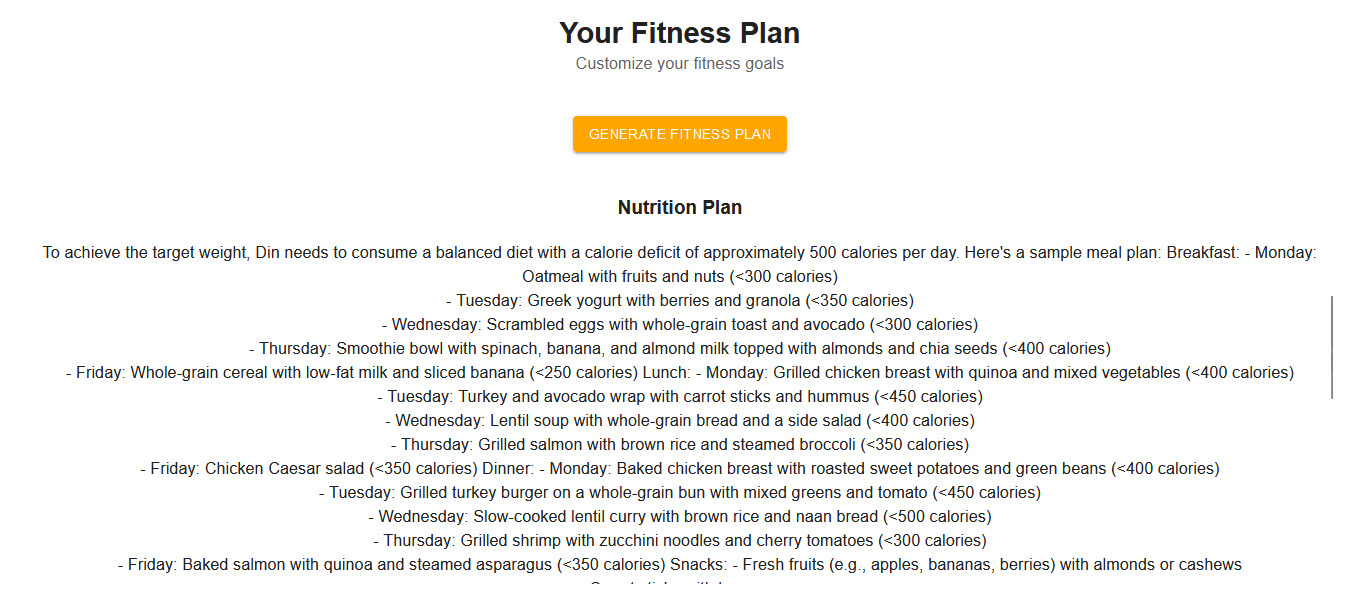 Your Fitness Plan
Customize your fitness goals
GENERATE FITNESS PLAN
Nutrition Plan
To achieve the target weight, Din needs to consume a balanced diet with a calorie deficit of approximately 500 calories per day. Here's a sample meal plan: Breakfast: - Monday:
Oatmeal with fruits and nuts (<300 calories)
- Tuesday: Greek yogurt with berries and granola (<350 calories)
- Wednesday: Scrambled eggs with whole-grain toast and avocado (<300 calories)
- Thursday: Smoothie bowl with spinach, banana, and almond milk topped with almonds and chia seeds (<400 calories)
- Friday: Whole-grain cereal with low-fat milk and sliced banana (<250 calories) Lunch: - Monday: Grilled chicken breast with quinoa and mixed vegetables (<400 calories)
- Tuesday: Turkey and avocado wrap with carrot sticks and hummus (<450 calories)
- Wednesday: Lentil soup with whole-grain bread and a side salad (<400 calories)
- Thursday: Grilled salmon with brown rice and steamed broccoli (<350 calories)
- Friday: Chicken Caesar salad (<350 calories) Dinner: - Monday: Baked chicken breast with roasted sweet potatoes and green beans (<400 calories)
- Tuesday: Grilled turkey burger on a whole-grain bun with mixed greens and tomato (<450 calories)
- Wednesday: Slow-cooked lentil curry with brown rice and naan bread (<500 calories)
- Thursday: Grilled shrimp with zucchini noodles and cherry tomatoes (<300 calories)
- Friday: Baked salmon with quinoa and steamed asparagus (<350 calories) Snacks: - Fresh fruits (e.g., apples, bananas, berries) with almonds or cashews